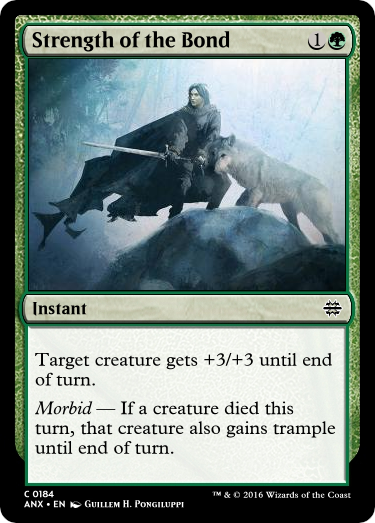 Strength of the Bond 1
Instant
Target creature gets +3/+3 until end
of turn.
Morbid — If a creature died this
turn, that creature also gains trample
until end of turn.
C 0184
ANX • EN Guillem H. Pongiluppi
™ & © 2016 Wizards of the Coast